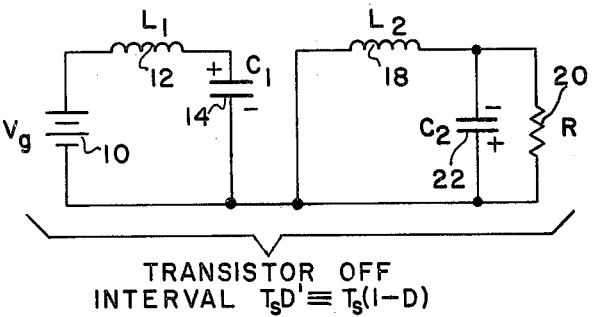 L₁
L₂
12
+ C₁
−
14
18
20
Vg
10
C₂
−
+
R
22
TRANSISTOR OFF
INTERVAL TₛD'≡ Tₛ(1−D)